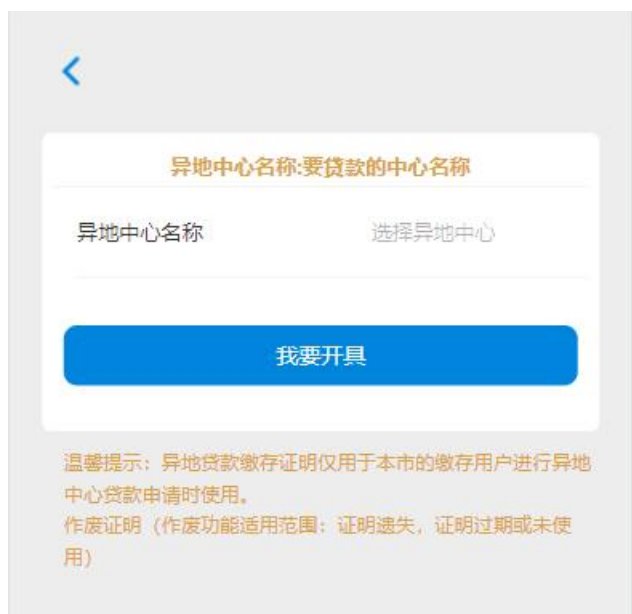 异地中心名称:要贷款的中心名称
异地中心名称 选择异地中心
我要开具
温馨提示：异地贷款缴存证明仅用于本市的缴存用户进行异地
中心贷款申请时使用。
作废证明（作废功能适用范围：证明遗失，证明过期或未使
用）